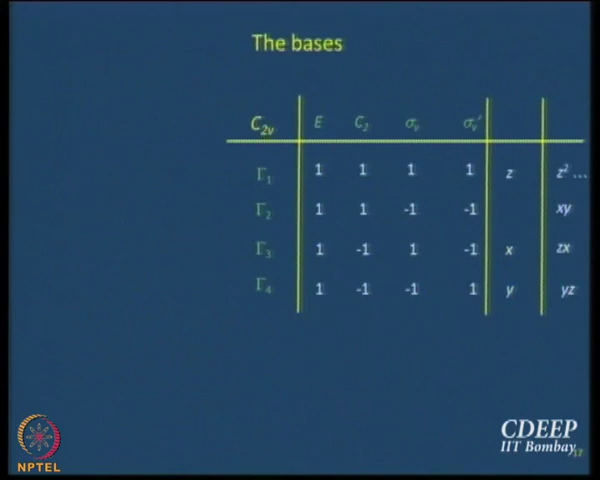 The bases
C2v E C2 σv σv'
Γ1 1 1 1 1 z z2 ...
Γ2 1 1 -1 -1 xy
Γ3 1 -1 1 -1 x zx
Γ4 1 -1 -1 1 y yz
CDEEP
IIT Bombay 17
NPTEL